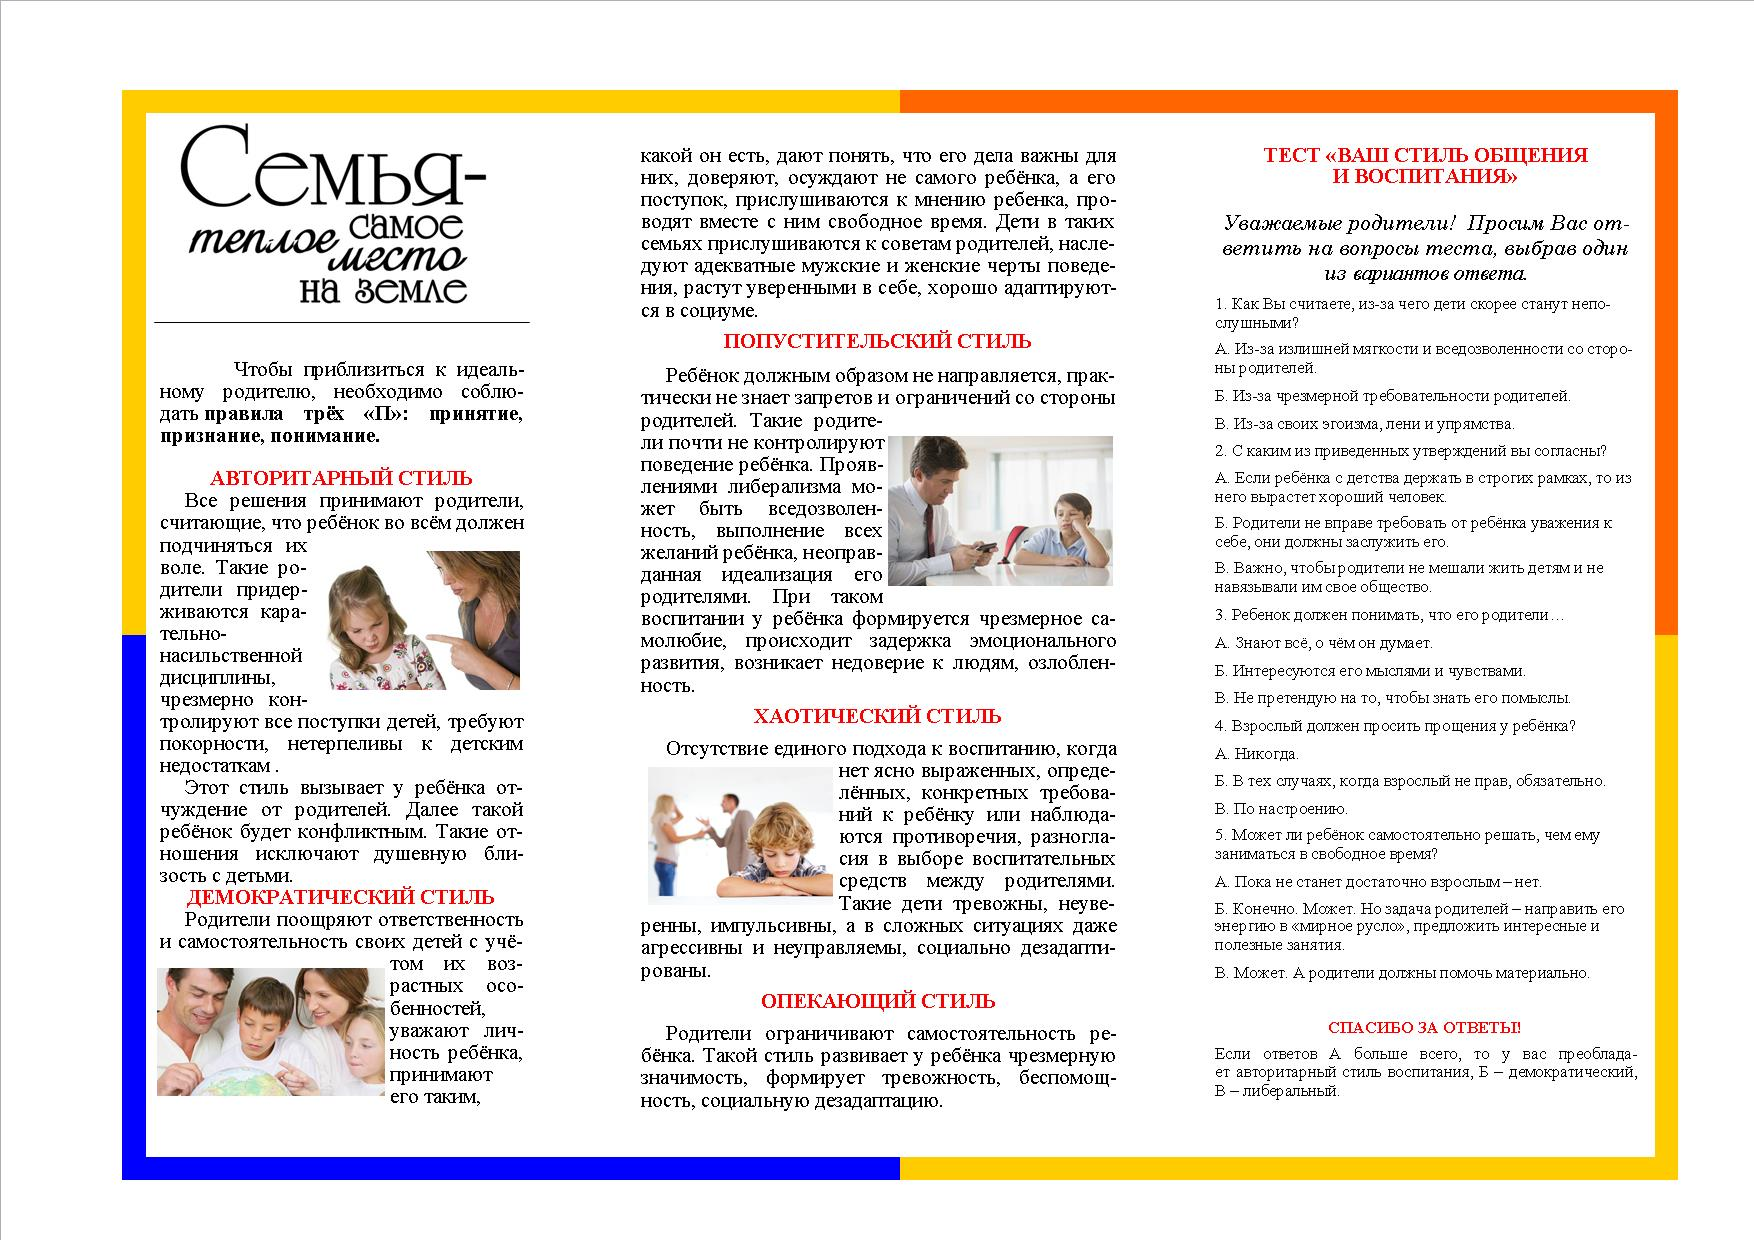 Семья-
самое
теплое
место
на земле
Чтобы приблизиться к идеаль-
ному родителю, необходимо соблю-
дать правила трёх «П»: принятие,
признание, понимание.
АВТОРИТАРНЫЙ СТИЛЬ
Все решения принимают родители,
считающие, что ребёнок во всём должен
подчиняться их
воле. Такие ро-
дители придер-
живаются кара-
тельно-
насильственной
дисциплины,
чрезмерно кон-
тролируют все поступки детей, требуют
покорности, нетерпеливы к детским
недостаткам .
Этот стиль вызывает у ребёнка от-
чуждение от родителей. Далее такой
ребёнок будет конфликтным. Такие от-
ношения исключают душевную бли-
зость с детьми.
ДЕМОКРАТИЧЕСКИЙ СТИЛЬ
Родители поощряют ответственность
и самостоятельность своих детей с учё-
том их воз-
растных осо-
бенностей,
уважают лич-
ность ребёнка,
принимают
его таким,
какой он есть, дают понять, что его дела важны для
них, доверяют, осуждают не самого ребёнка, а его
поступок, прислушиваются к мнению ребенка, про-
водят вместе с ним свободное время. Дети в таких
семьях прислушиваются к советам родителей, насле-
дуют адекватные мужские и женские черты поведе-
ния, растут уверенными в себе, хорошо адаптируют-
ся в социуме.
ПОПУСТИТЕЛЬСКИЙ СТИЛЬ
Ребёнок должным образом не направляется, прак-
тически не знает запретов и ограничений со стороны
родителей. Такие родите-
ли почти не контролируют
поведение ребёнка. Прояв-
лениями либерализма мо-
жет быть вседозволен-
ность, выполнение всех
желаний ребёнка, неоправ-
данная идеализация его
родителями. При таком
воспитании у ребёнка формируется чрезмерное са-
молюбие, происходит задержка эмоционального
развития, возникает недоверие к людям, озлоблен-
ность.
ХАОТИЧЕСКИЙ СТИЛЬ
Отсутствие единого подхода к воспитанию, когда
нет ясно выраженных, опреде-
лённых, конкретных требова-
ний к ребёнку или наблюда-
ются противоречия, разногла-
сия в выборе воспитательных
средств между родителями.
Такие дети тревожны, неуве-
ренны, импульсивны, а в сложных ситуациях даже
агрессивны и неуправляемы, социально дезадапти-
рованы.
ОПЕКАЮЩИЙ СТИЛЬ
Родители ограничивают самостоятельность ре-
бёнка. Такой стиль развивает у ребёнка чрезмерную
значимость, формирует тревожность, беспомощ-
ность, социальную дезадаптацию.
ТЕСТ «ВАШ СТИЛЬ ОБЩЕНИЯ
И ВОСПИТАНИЯ»
Уважаемые родители! Просим Вас от-
ветить на вопросы теста, выбрав один
из вариантов ответа.
1. Как Вы считаете, из-за чего дети скорее станут непо-
слушными?
А. Из-за излишней мягкости и вседозволенности со сторо-
ны родителей.
Б. Из-за чрезмерной требовательности родителей.
В. Из-за своих эгоизма, лени и упрямства.
2. С каким из приведенных утверждений вы согласны?
А. Если ребёнка с детства держать в строгих рамках, то из
него вырастет хороший человек.
Б. Родители не вправе требовать от ребёнка уважения к
себе, они должны заслужить его.
В. Важно, чтобы родители не мешали жить детям и не
навязывали им свое общество.
3. Ребенок должен понимать, что его родители…
А. Знают всё, о чём он думает.
Б. Интересуются его мыслями и чувствами.
В. Не претендую на то, чтобы знать его помыслы.
4. Взрослый должен просить прощения у ребёнка?
А. Никогда.
Б. В тех случаях, когда взрослый не прав, обязательно.
В. По настроению.
5. Может ли ребёнок самостоятельно решать, чем ему
заниматься в свободное время?
А. Пока не станет достаточно взрослым – нет.
Б. Конечно. Может. Но задача родителей – направить его
энергию в «мирное русло», предложить интересные и
полезные занятия.
В. Может. А родители должны помочь материально.
СПАСИБО ЗА ОТВЕТЫ!
Если ответов А больше всего, то у вас преоблада-
ет авторитарный стиль воспитания, Б – демократический,
В – либеральный.